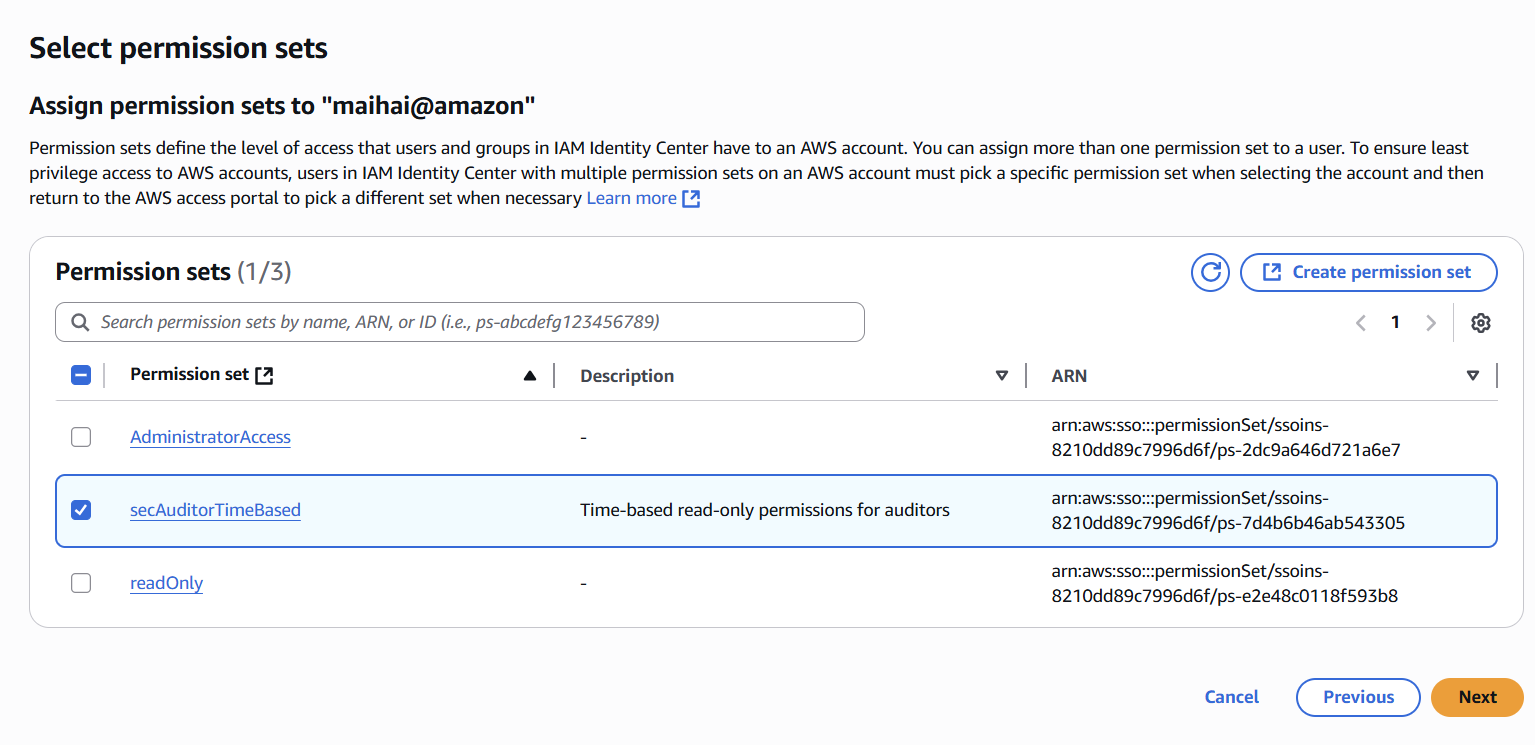 Select permission sets
Assign permission sets to "maihai@amazon"
Permission sets define the level of access that users and groups in IAM Identity Center have to an AWS account. You can assign more than one permission set to a user. To ensure least
privilege access to AWS accounts, users in IAM Identity Center with multiple permission sets on an AWS account must pick a specific permission set when selecting the account and then
return to the AWS access portal to pick a different set when necessary Learn more
Permission sets (1/3)
Create permission set
Search permission sets by name, ARN, or ID (i.e., ps-abcdefg123456789)
1
Permission set Description ARN
AdministratorAccess - arn:aws:sso:::permissionSet/ssoins-
8210dd89c7996d6f/ps-2dc9a646d721a6e7
secAuditorTimeBased Time-based read-only permissions for auditors arn:aws:sso:::permissionSet/ssoins-
8210dd89c7996d6f/ps-7d4b6b46ab543305
readOnly - arn:aws:sso:::permissionSet/ssoins-
8210dd89c7996d6f/ps-e2e48c0118f593b8
Cancel Previous Next